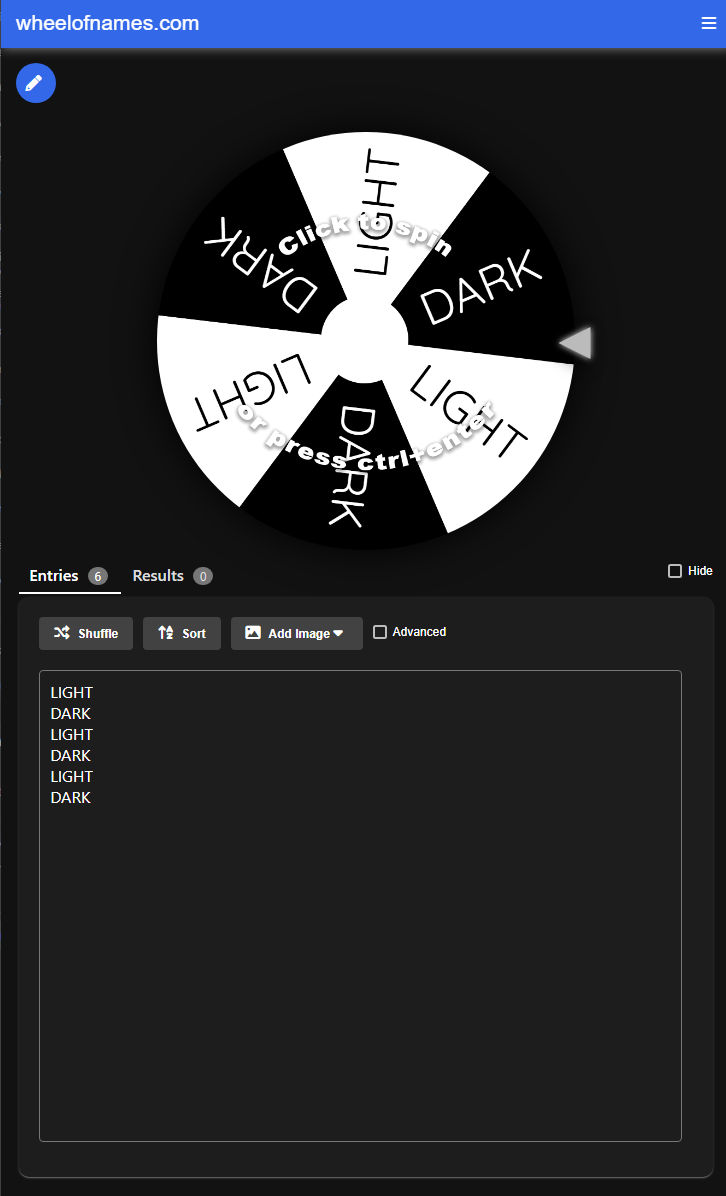 wheelofnames.com
LIGHT
DARK
DARK
Click to spin
LIGHT
LIGHT
DARK
or press ctrl+enter
Entries 6
Results 0
Hide
Shuffle
Sort
Add Image
Advanced
LIGHT
DARK
LIGHT
DARK
LIGHT
DARK